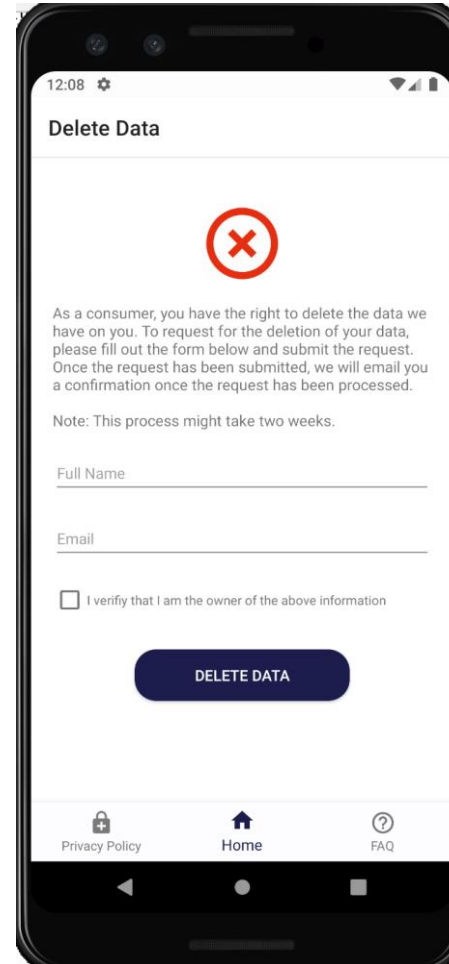 12:08
Delete Data
As a consumer, you have the right to delete the data we
have on you. To request for the deletion of your data,
please fill out the form below and submit the request.
Once the request has been submitted, we will email you
a confirmation once the request has been processed.
Note: This process might take two weeks.
Full Name
Email
I verifiy that I am the owner of the above information
DELETE DATA
Privacy Policy
Home
FAQ